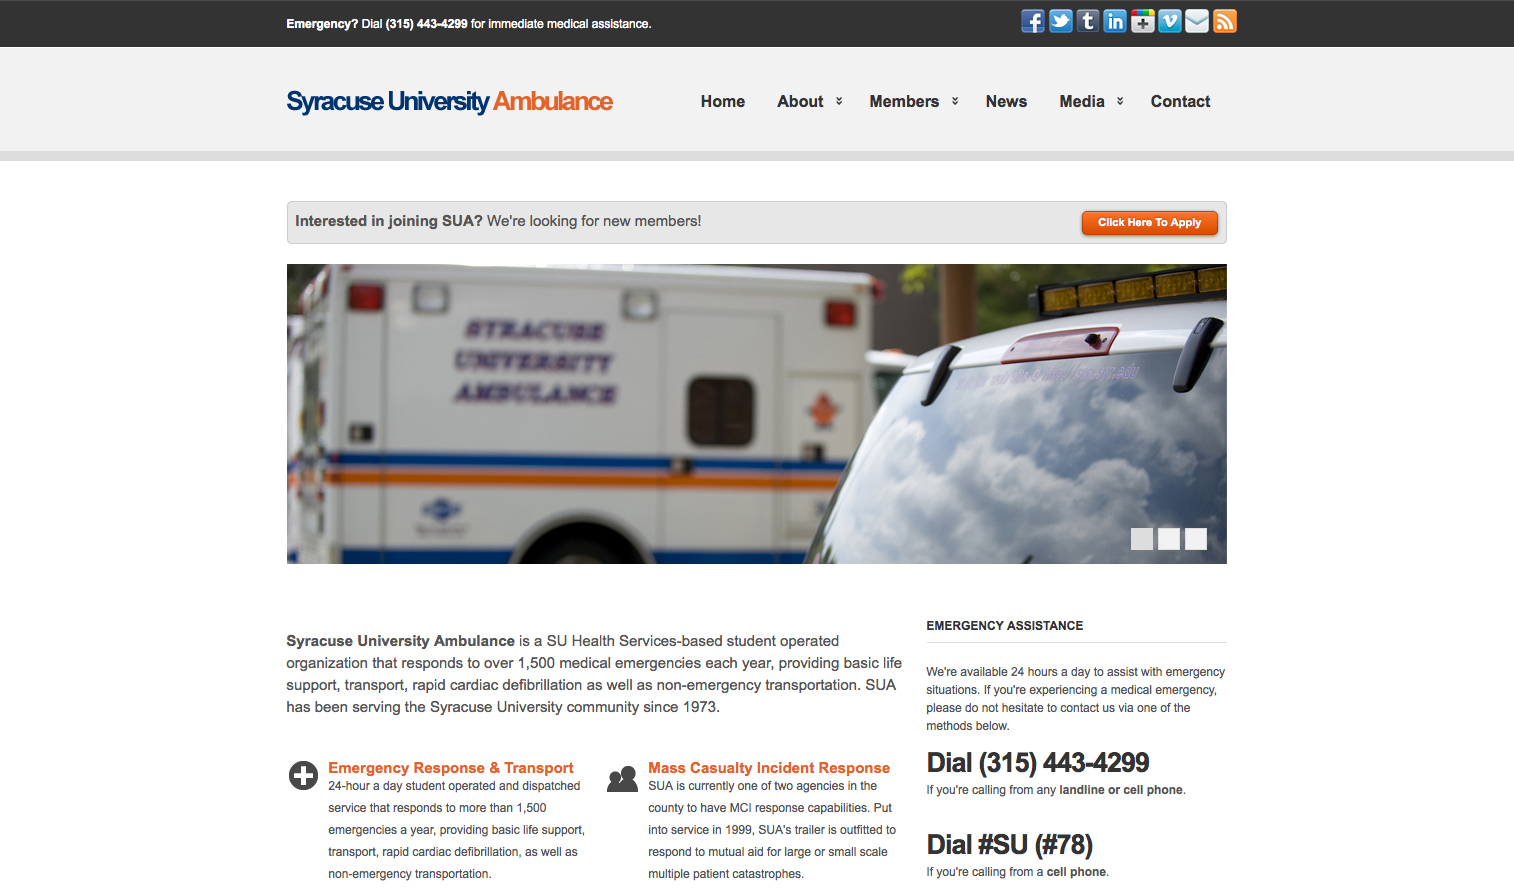 Emergency? Dial (315) 443-4299 for immediate medical assistance.
Syracuse University Ambulance
Home About Members News Media Contact
Interested in joining SUA? We're looking for new members!
Click Here To Apply
SYRACUSE
UNIVERSITY
AMBULANCE
Syracuse University Ambulance is a SU Health Services-based student operated
organization that responds to over 1,500 medical emergencies each year, providing basic life
support, transport, rapid cardiac defibrillation as well as non-emergency transportation. SUA
has been serving the Syracuse University community since 1973.
Emergency Response & Transport
24-hour a day student operated and dispatched
service that responds to more than 1,500
emergencies a year, providing basic life support,
transport, rapid cardiac defibrillation, as well as
non-emergency transportation.
Mass Casualty Incident Response
SUA is currently one of two agencies in the
county to have MCI response capabilities. Put
into service in 1999, SUA's trailer is outfitted to
respond to mutual aid for large or small scale
multiple patient catastrophes.
EMERGENCY ASSISTANCE
We're available 24 hours a day to assist with emergency
situations. If you're experiencing a medical emergency,
please do not hesitate to contact us via one of the
methods below.
Dial (315) 443-4299
If you're calling from any landline or cell phone.
Dial #SU (#78)
If you're calling from a cell phone.